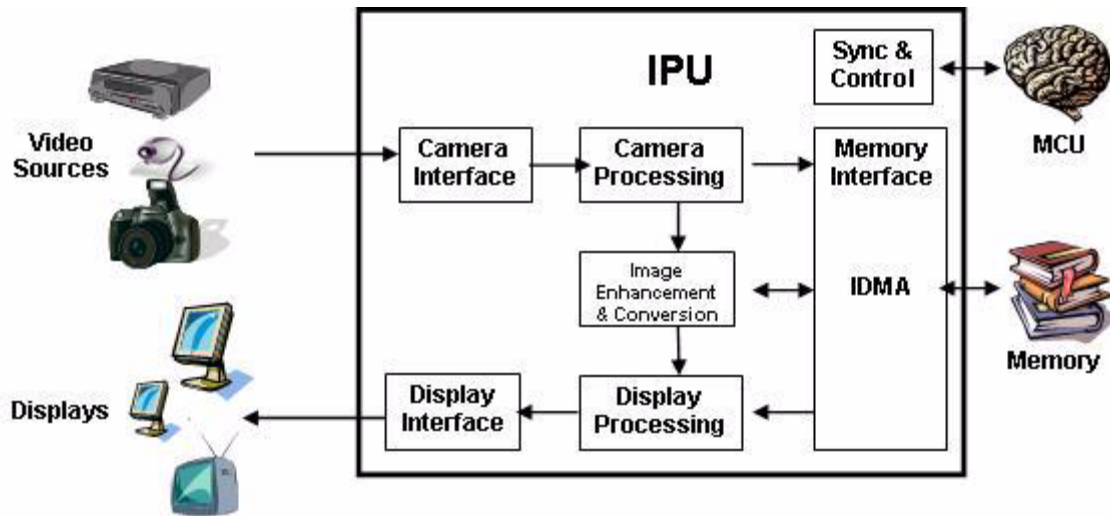 IPU
Sync &
Control
MCU
Video
Sources
Camera
Interface
Camera
Processing
Memory
Interface
Image
Enhancement
& Conversion
IDMA
Memory
Displays
Display
Interface
Display
Processing